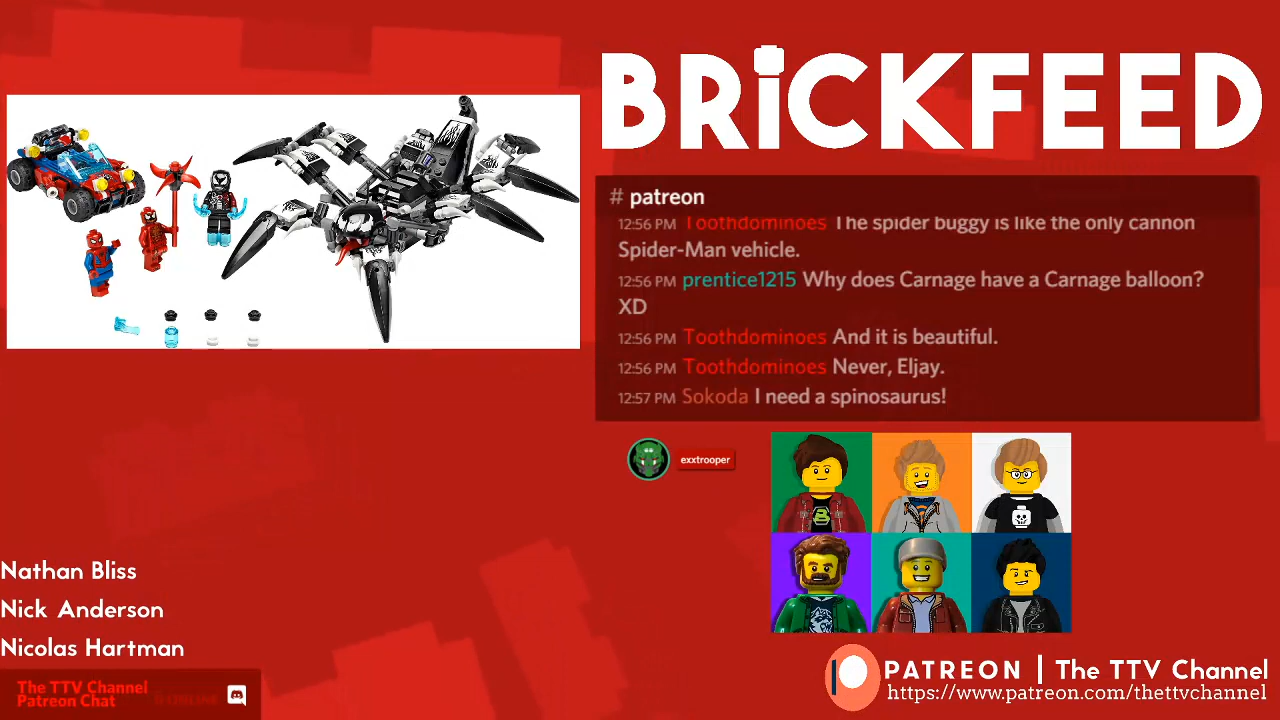 BRiCKFEED
# patreon
12:56 PM Toothdominoes The spider buggy is like the only cannon
Spider-Man vehicle.
12:56 PM prentice1215 Why does Carnage have a Carnage balloon?
XD
12:56 PM Toothdominoes And it is beautiful.
12:56 PM Toothdominoes Never, Eljay.
12:57 PM Sokoda I need a spinosaurus!
exxtrooper
Nathan Bliss
Nick Anderson
Nicolas Hartman
The TTV Channel
Patreon Chat
PATREON | The TTV Channel
https://www.patreon.com/thettvchannel